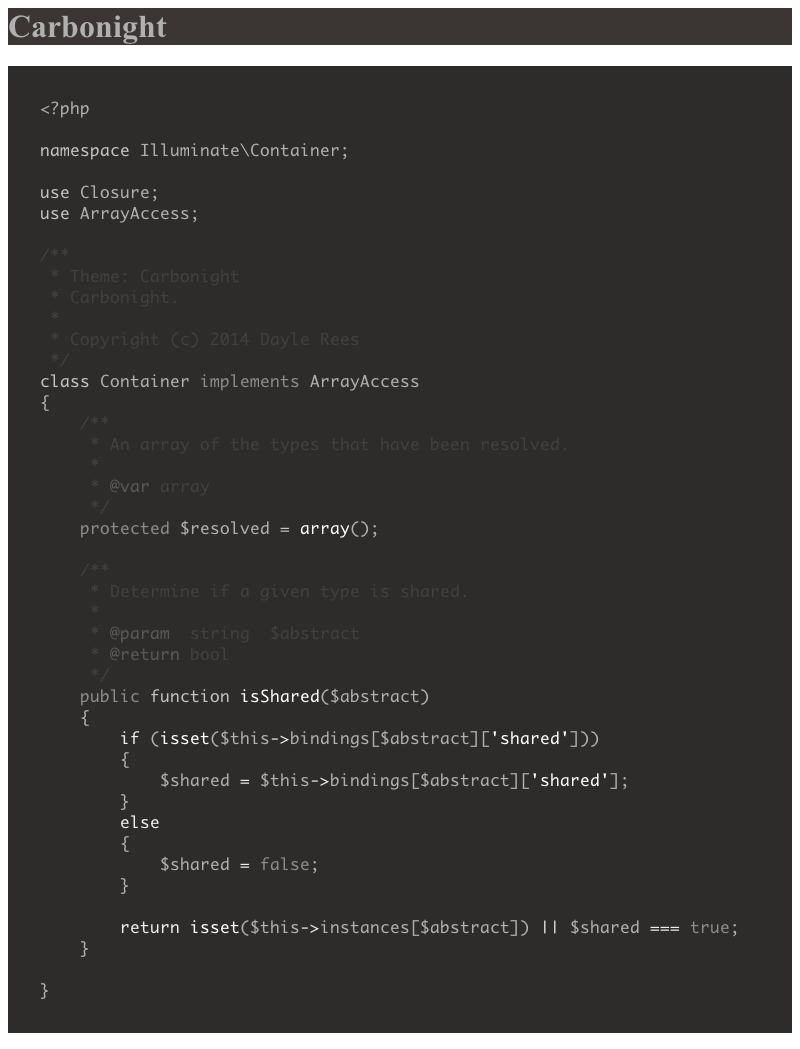 Carbonight
<?php
namespace Illuminate\Container;
use Closure;
use ArrayAccess;
/**
 * Theme: Carbonight
 * Carbonight.
 *
 * Copyright (c) 2014 Dayle Rees
 */
class Container implements ArrayAccess
{
    /**
     * An array of the types that have been resolved.
     *
     * @var array
     */
    protected $resolved = array();
    /**
     * Determine if a given type is shared.
     *
     * @param  string  $abstract
     * @return bool
     */
    public function isShared($abstract)
    {
        if (isset($this->bindings[$abstract]['shared']))
        {
            $shared = $this->bindings[$abstract]['shared'];
        }
        else
        {
            $shared = false;
        }
        return isset($this->instances[$abstract]) || $shared === true;
    }
}